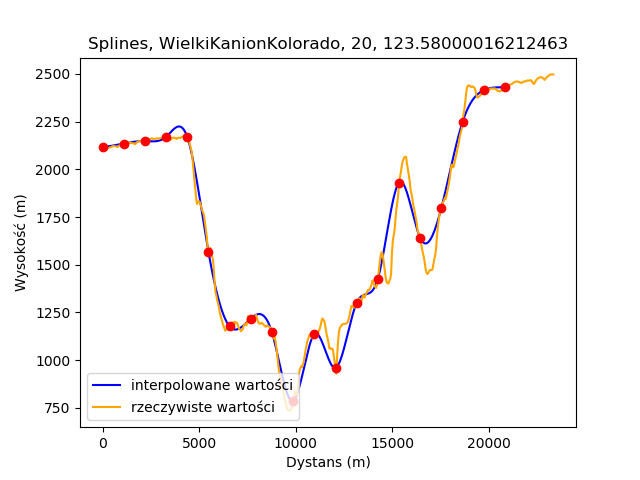 Splines, WielkiKanionKolorado, 20, 123.58000016212463
2500
2250
2000
1750
1500
1250
1000
750
Wysokość (m)
interpolowane wartości
rzeczywiste wartości
0
5000
10000
15000
20000
Dystans (m)